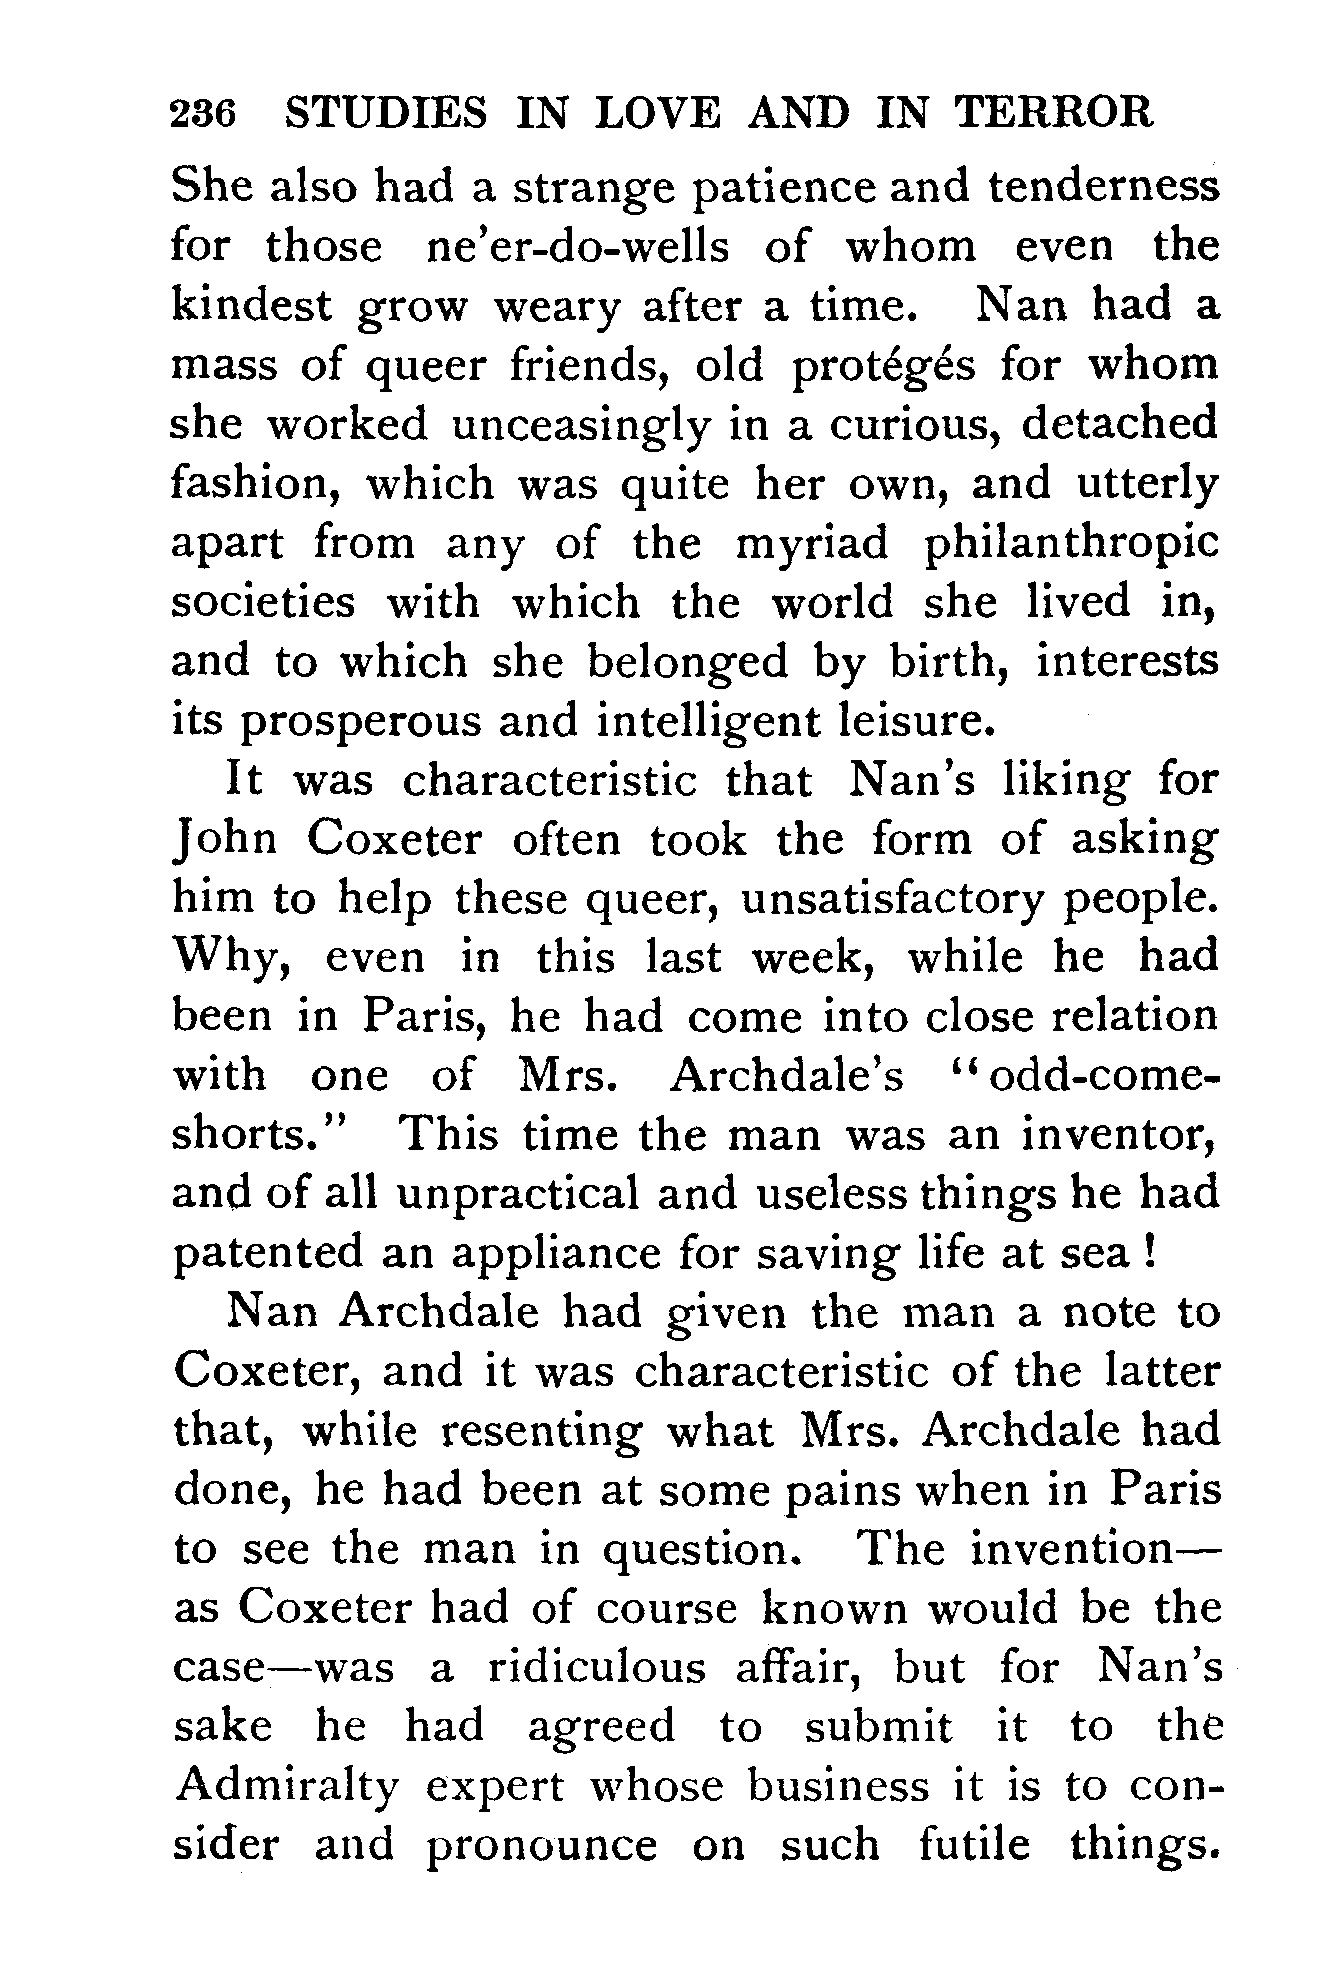 236 STUDIES IN LOVE AND IN TERROR
She also had a strange patience and tenderness
for those ne'er-do-wells of whom even the
kindest grow weary after a time. Nan had a
mass of queer friends, old protégés for whom
she worked unceasingly in a curious, detached
fashion, which was quite her own, and utterly
apart from any of the myriad philanthropic
societies with which the world she lived in,
and to which she belonged by birth, interests
its prosperous and intelligent leisure.
It was characteristic that Nan's liking for
John Coxeter often took the form of asking
him to help these queer, unsatisfactory people.
Why, even in this last week, while he had
been in Paris, he had come into close relation
with one of Mrs. Archdale's "odd-come-
shorts." This time the man was an inventor,
and of all unpractical and useless things he had
patented an appliance for saving life at sea !
Nan Archdale had given the man a note to
Coxeter, and it was characteristic of the latter
that, while resenting what Mrs. Archdale had
done, he had been at some pains when in Paris
to see the man in question. The invention—
as Coxeter had of course known would be the
case—was a ridiculous affair, but for Nan's
sake he had agreed to submit it to the
Admiralty expert whose business it is to con-
sider and pronounce on such futile things.